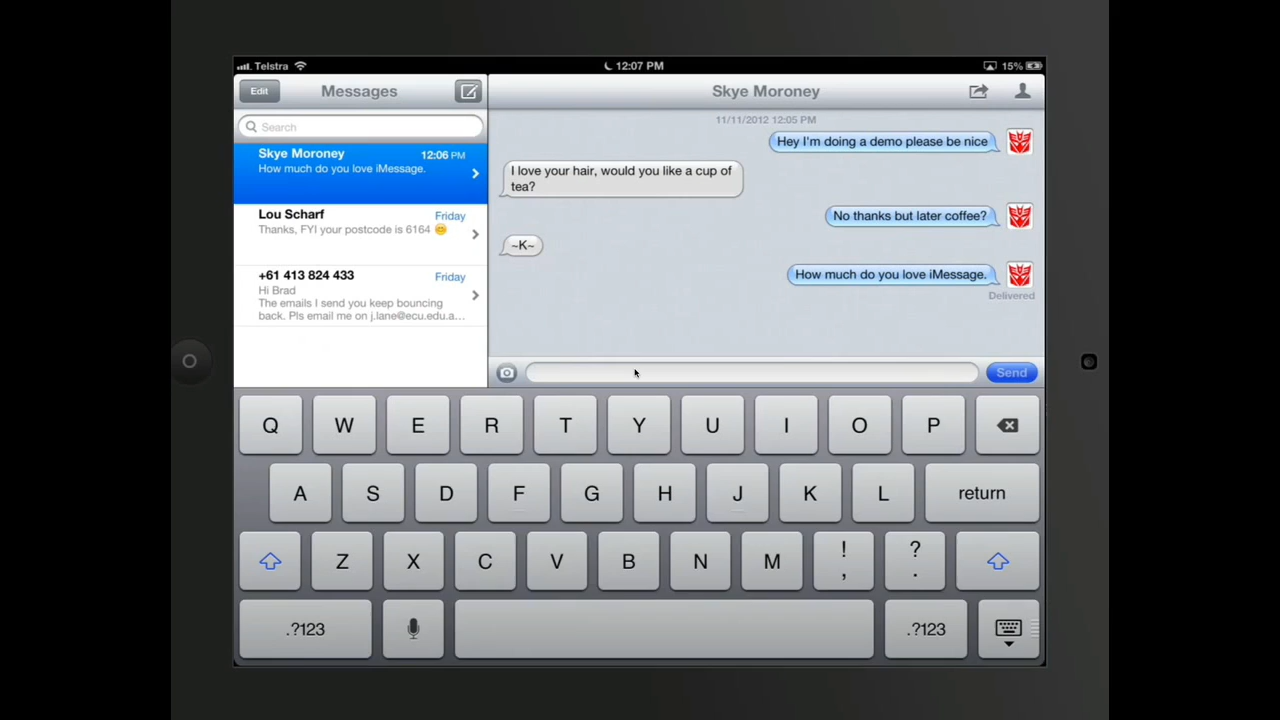 Telstra
12:07 PM
15%
Edit
Messages
Skye Moroney
Search
Skye Moroney 12:06 PM
How much do you love iMessage.
Lou Scharf Friday
Thanks, FYI your postcode is 6164
+61 413 824 433 Friday
Hi Brad
The emails I send you keep bouncing
back. Pls email me on j.lane@ecu.edu.a...
11/11/2012 12:05 PM
Hey I'm doing a demo please be nice
I love your hair, would you like a cup of
tea?
No thanks but later coffee?
~K~
How much do you love iMessage.
Delivered
Send
Q W E R T Y U I O P
A S D F G H J K L return
Z X C V B N M ! , ? .
.?123 .?123